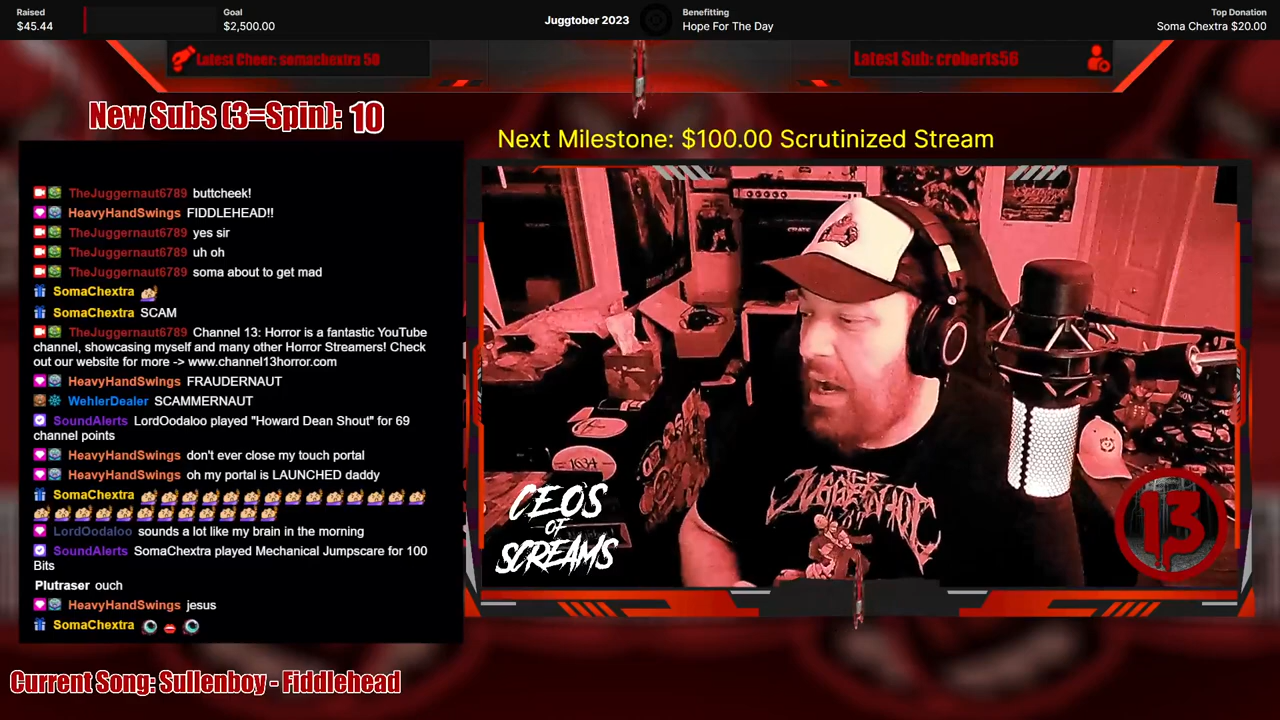 Raised
$45.44
Goal
$2,500.00
Juggtober 2023
Benefitting
Hope For The Day
Top Donation
Soma Chextra $20.00
Latest Cheer: somachextra 50
Latest Sub: croberts58
New Subs (3=Spin): 10
Next Milestone: $100.00 Scrutinized Stream
TheJuggernaut6789 buttcheek!
HeavyHandSwings FIDDLEHEAD!!
TheJuggernaut6789 yes sir
TheJuggernaut6789 uh oh
TheJuggernaut6789 soma about to get mad
SomaChextra
SomaChextra SCAM
TheJuggernaut6789 Channel 13: Horror is a fantastic YouTube
channel, showcasing myself and many other Horror Streamers! Check
out our website for more -> www.channel13horror.com
HeavyHandSwings FRAUDERNAUT
WehlerDealer SCAMMERNAUT
SoundAlerts LordOodaloo played "Howard Dean Shout" for 69
channel points
HeavyHandSwings don't ever close my touch portal
HeavyHandSwings oh my portal is LAUNCHED daddy
SomaChextra
LordOodaloo sounds a lot like my brain in the morning
SoundAlerts SomaChextra played Mechanical Jumpscare for 100
Bits
Plutraser ouch
HeavyHandSwings jesus
SomaChextra
CRATE
1634
JUGGERNAUT
CEO'S
OF
SCREAMS
13
Current Song: Sullenboy - Fiddlehead